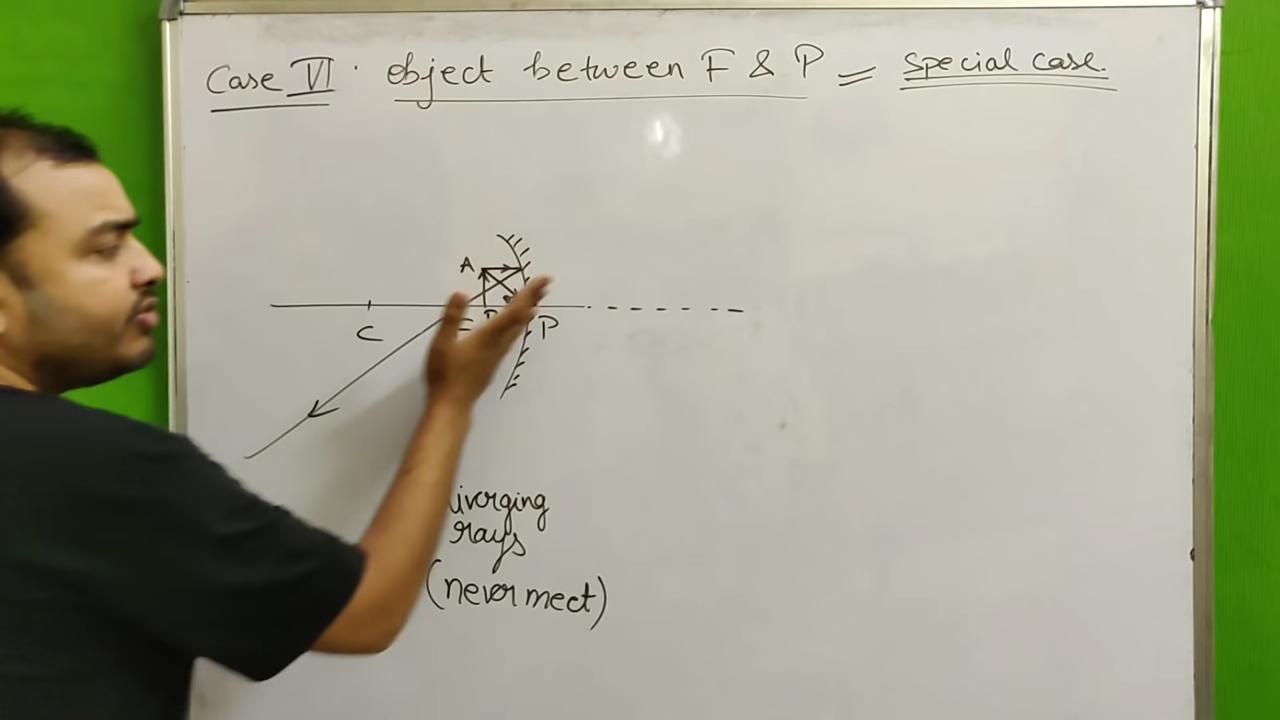 Case VI. object between F & P = special case.
A
C P
iverging
rays
(never meet)